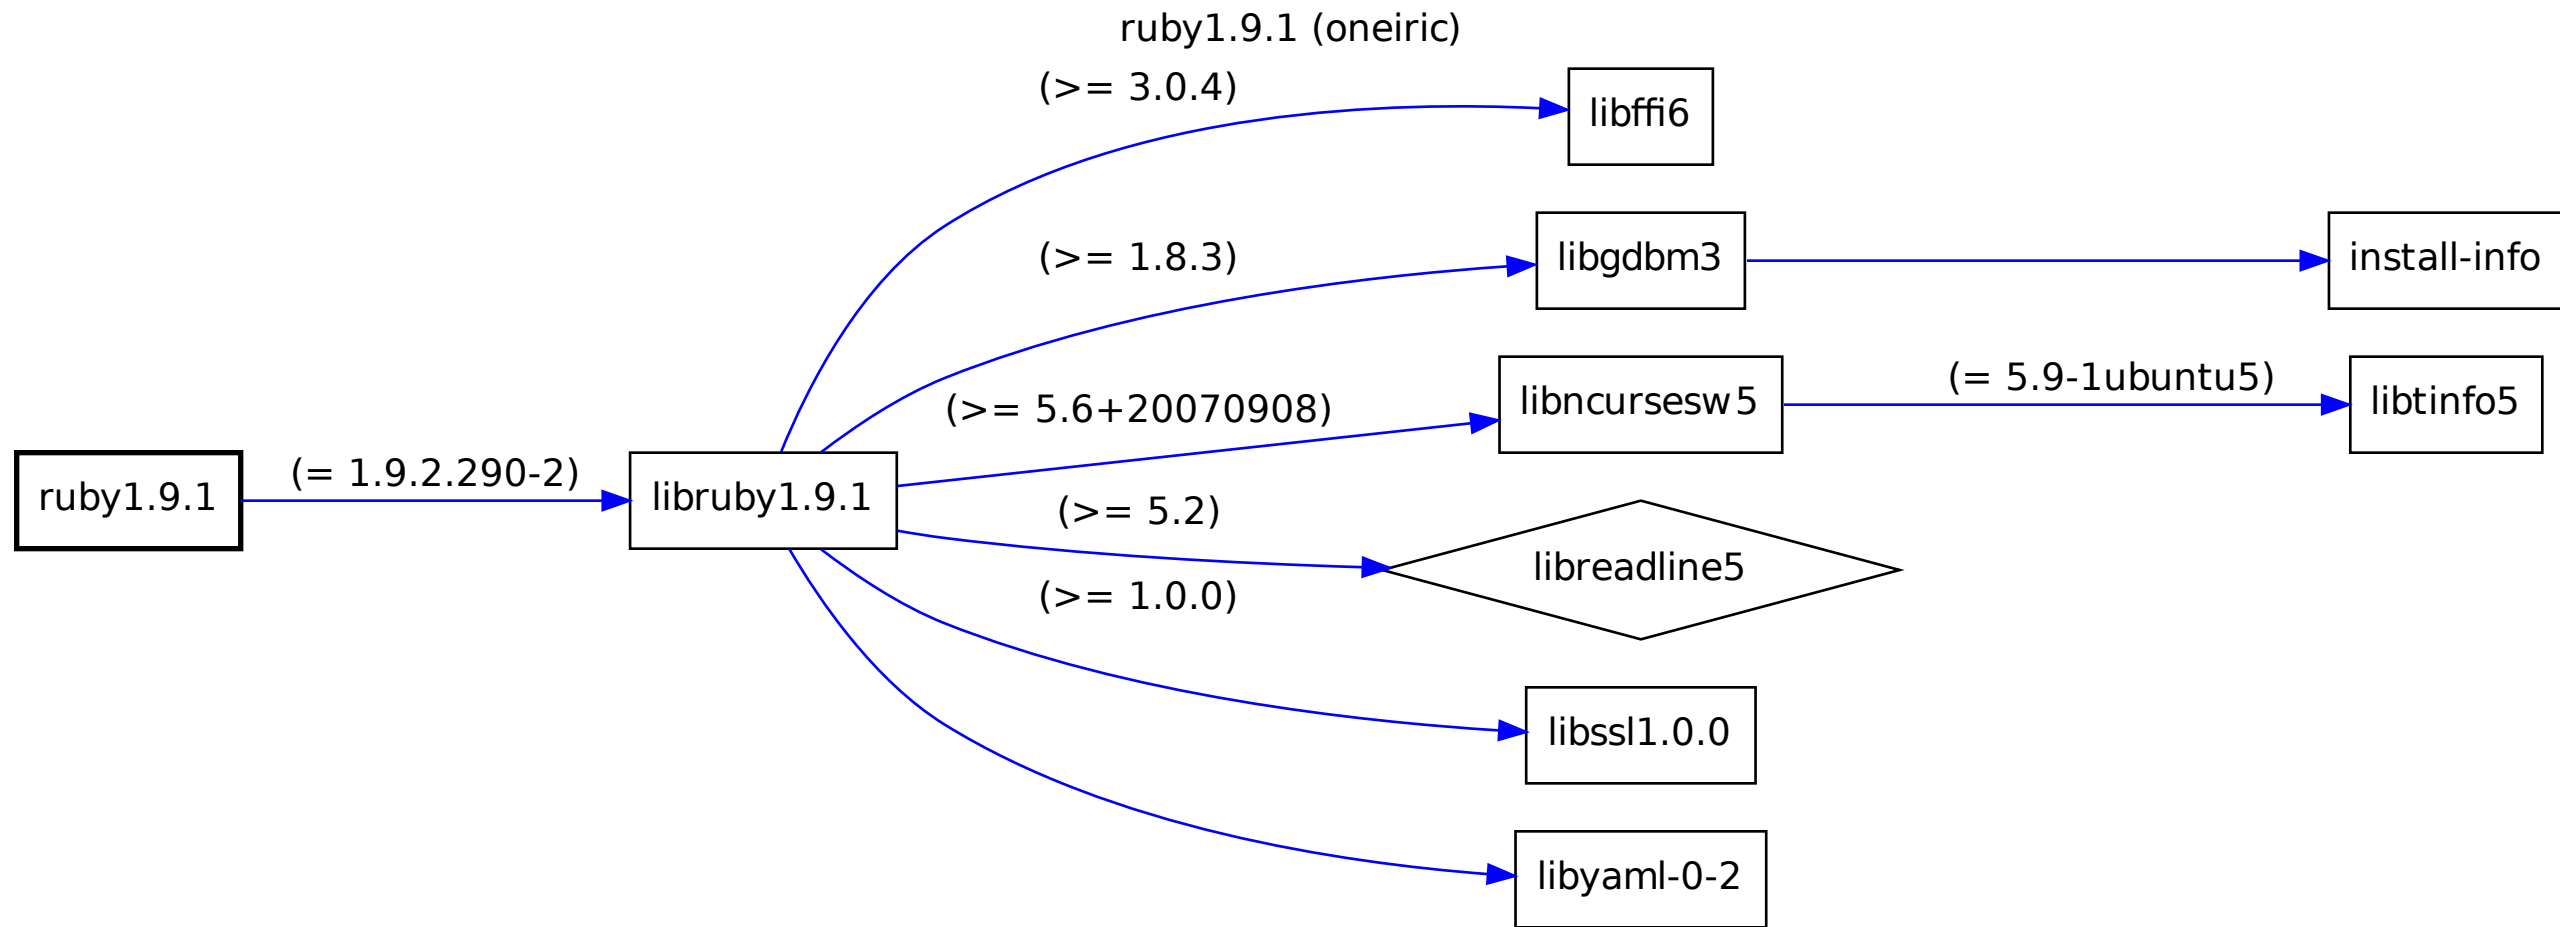 ruby1.9.1 (oneiric)
(>= 3.0.4)
libffi6
(>= 1.8.3)
libgdbm3
install-info
(>= 5.6+20070908)
libncursesw5
(= 5.9-1ubuntu5)
libtinfo5
ruby1.9.1
(= 1.9.2.290-2)
libruby1.9.1
(>= 5.2)
libreadline5
(>= 1.0.0)
libssl1.0.0
libyaml-0-2